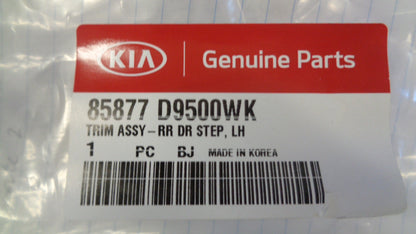 KIA Genuine Parts
85877 D9500WK
TRIM ASSY-RR DR STEP, LH
1 PC BJ MADE IN KOREA